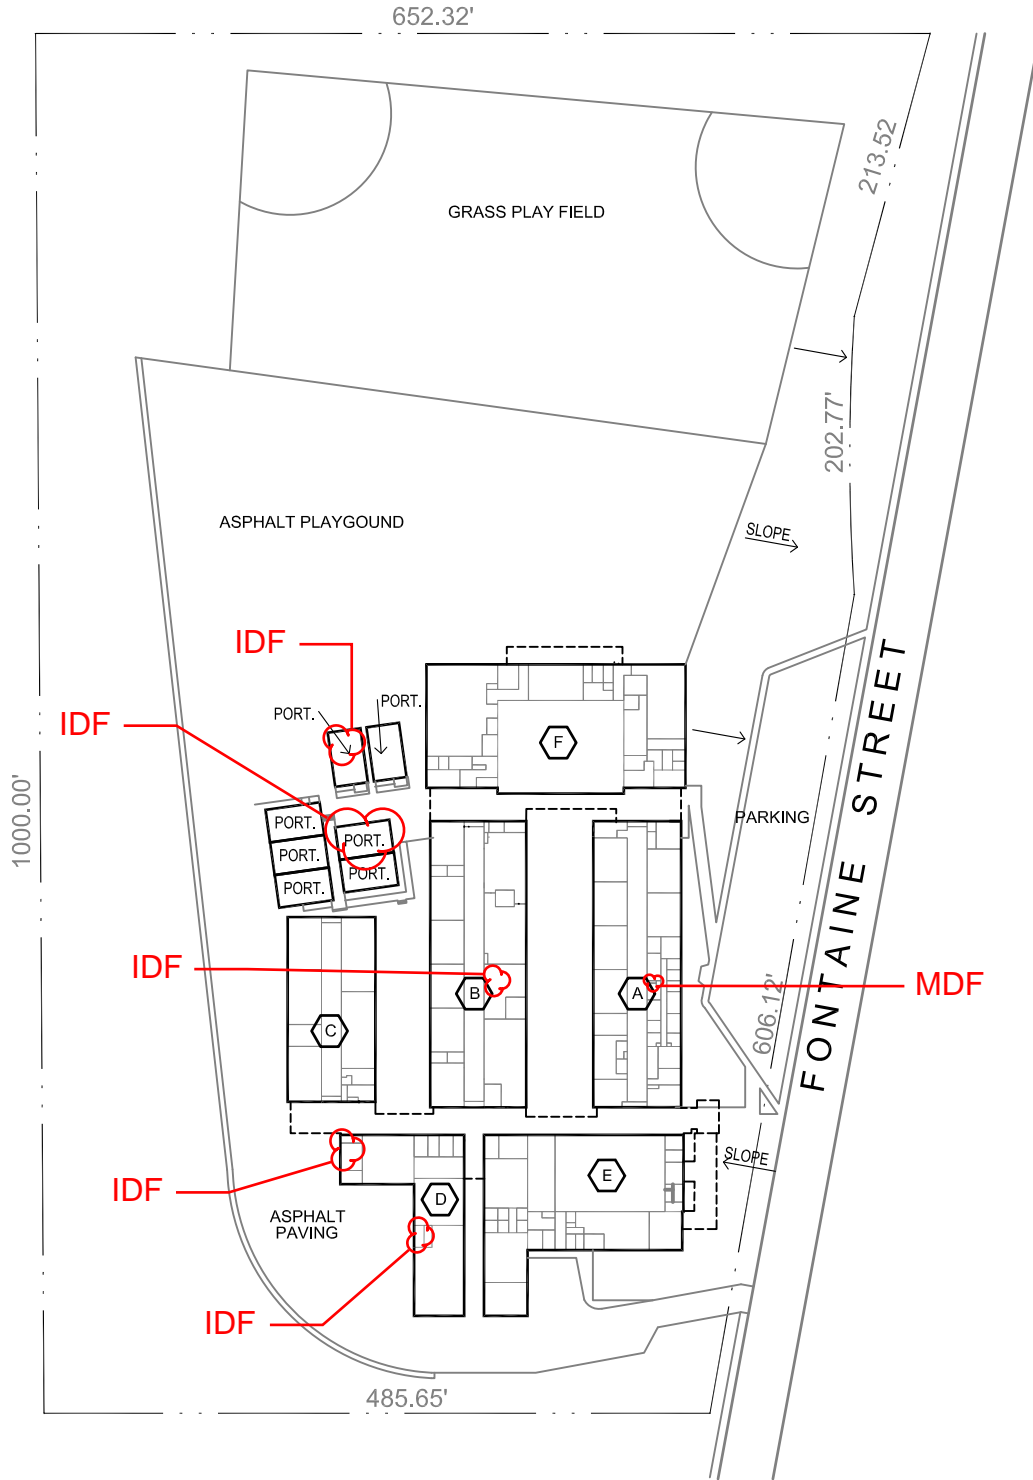 652.32'
213.52
GRASS PLAY FIELD
202.77'
ASPHALT PLAYGOUND
SLOPE
IDF
PORT.
PORT.
IDF
F
FONTAINE STREET
1000.00'
PARKING
PORT.
PORT.
PORT.
PORT.
PORT.
IDF
B
A
MDF
C
606.12'
SLOPE
E
IDF
D
ASPHALT
PAVING
IDF
485.65'